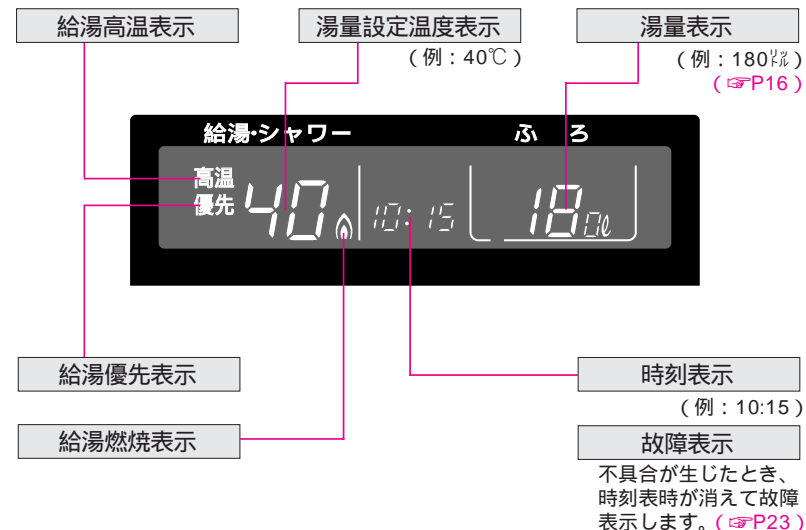 給湯高温表示
湯量設定温度表示
(例：40℃)
湯量表示
(例：180㍑)
(☞P16)
給湯・シャワー
ふ ろ
高温
優先
40
10:15
180ℓ
給湯優先表示
給湯燃焼表示
時刻表示
(例：10:15)
故障表示
不具合が生じたとき、
時刻表時が消えて故障
表示します。(☞P23)